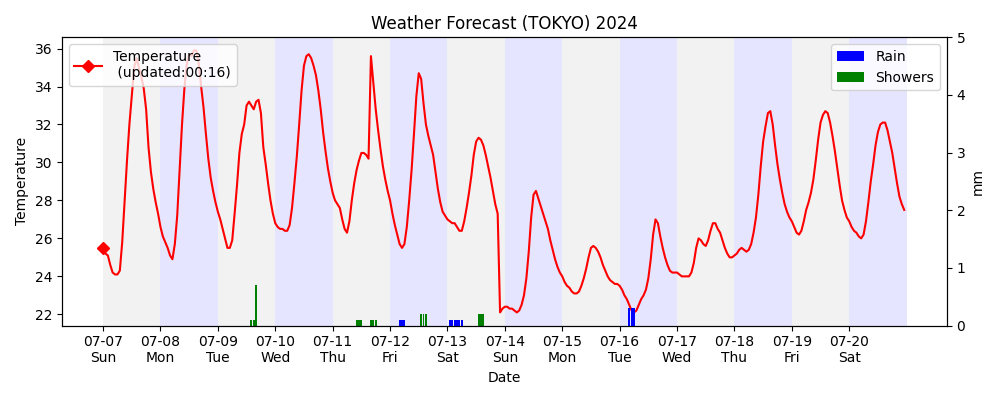 Weather Forecast (TOKYO) 2024
Temperature
(updated:00:16)
Rain
Showers
Temperature
36
34
32
30
28
26
24
22
5
4
3
2
1
0
mm
07-07 07-08 07-09 07-10 07-11 07-12 07-13 07-14 07-15 07-16 07-17 07-18 07-19 07-20
Sun Mon Tue Wed Thu Fri Sat Sun Mon Tue Wed Thu Fri Sat
Date